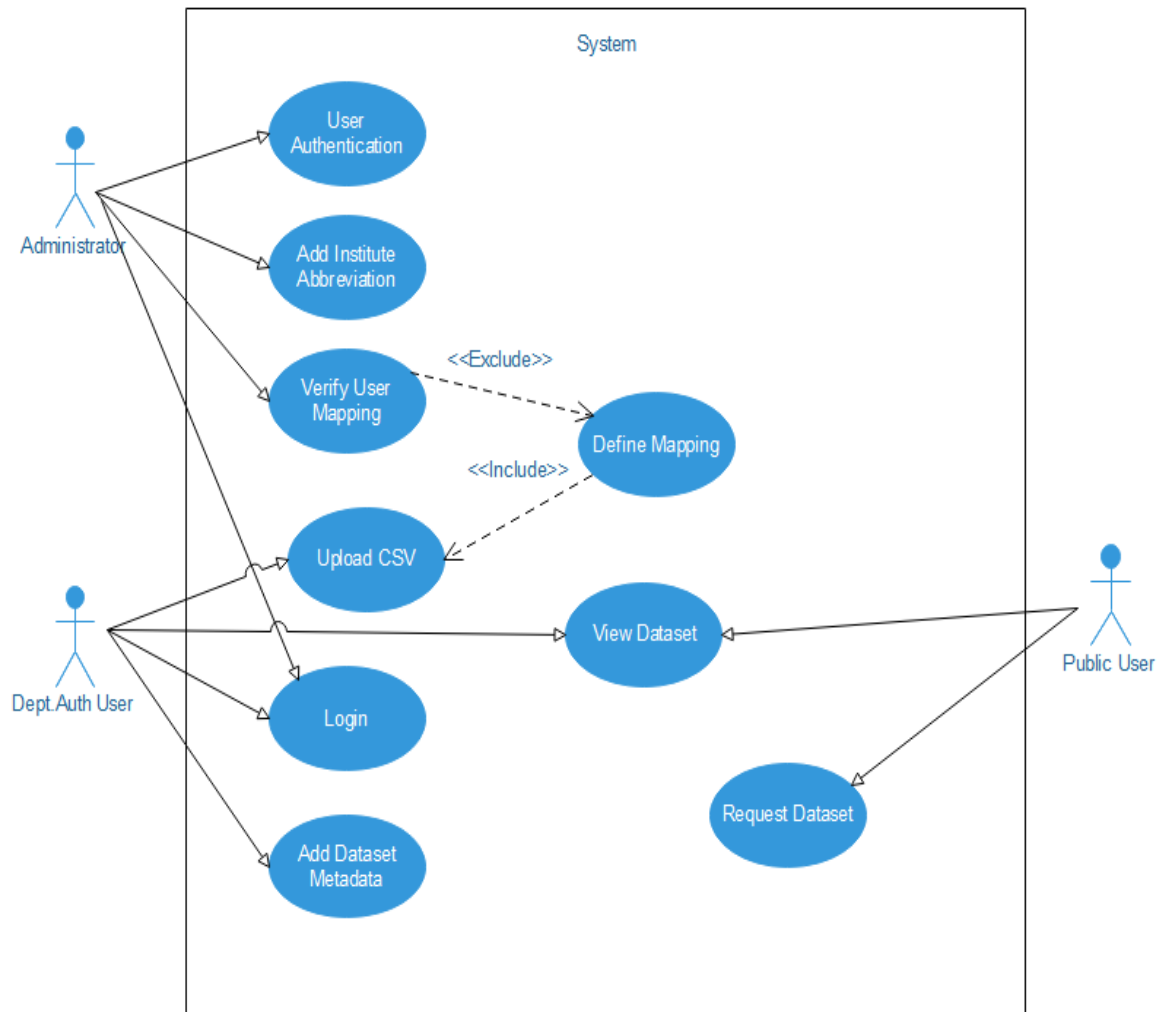 System
User
Authentication
Administrator
Add Institute
Abbreviation
<<Exclude>>
Verify User
Mapping
Define Mapping
<<Include>>
Upload CSV
View Dataset
Public User
Dept.Auth User
Login
Request Dataset
Add Dataset
Metadada